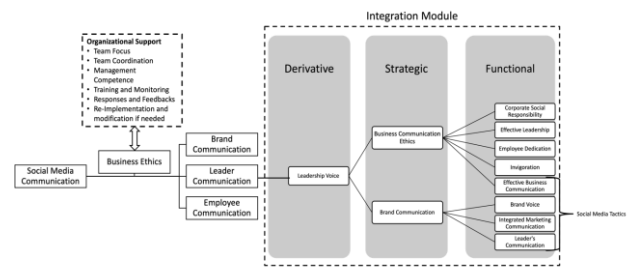 Integration Module
Organizational Support
• Team Focus
• Team Coordination
• Management
Competence
• Training and Monitoring
• Responses and Feedbacks
• Re-Implementation and
modification if needed
Business Ethics
Social Media
Communication
Brand
Communication
Leader
Communication
Employee
Communication
Derivative
Leadership Voice
Strategic
Business Communication
Ethics
Brand Communication
Functional
Corporate Social
Responsibility
Effective Leadership
Employee Dedication
Invigoration
Effective Business
Communication
Brand Voice
Integrated Marketing
Communication
Leader's
Communication
Social Media Tactics